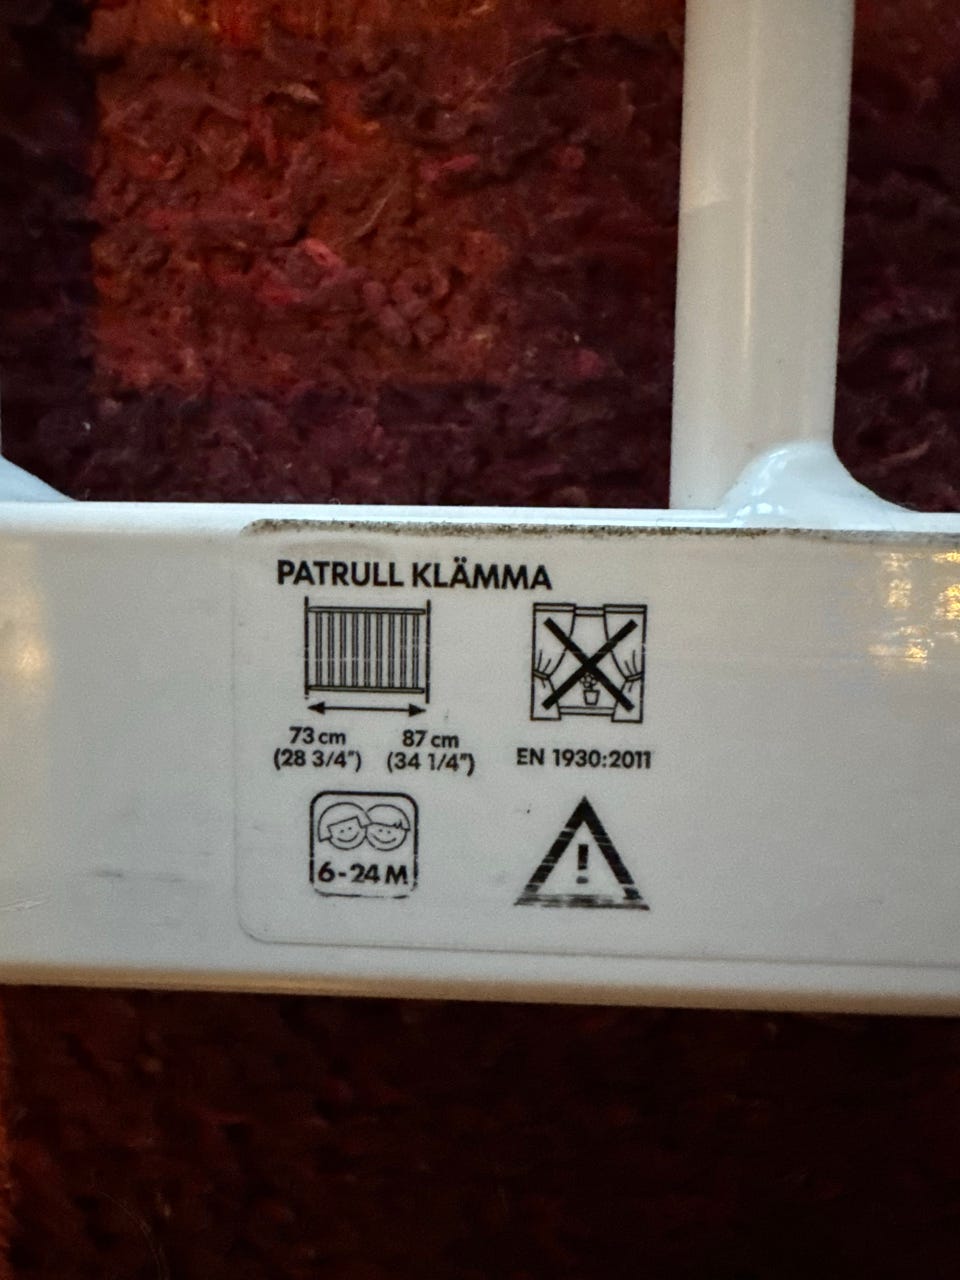 PATRULL KLÄMMA
73 cm 87 cm
(28 3/4") (34 1/4")
EN 1930:2011
6-24 M
!